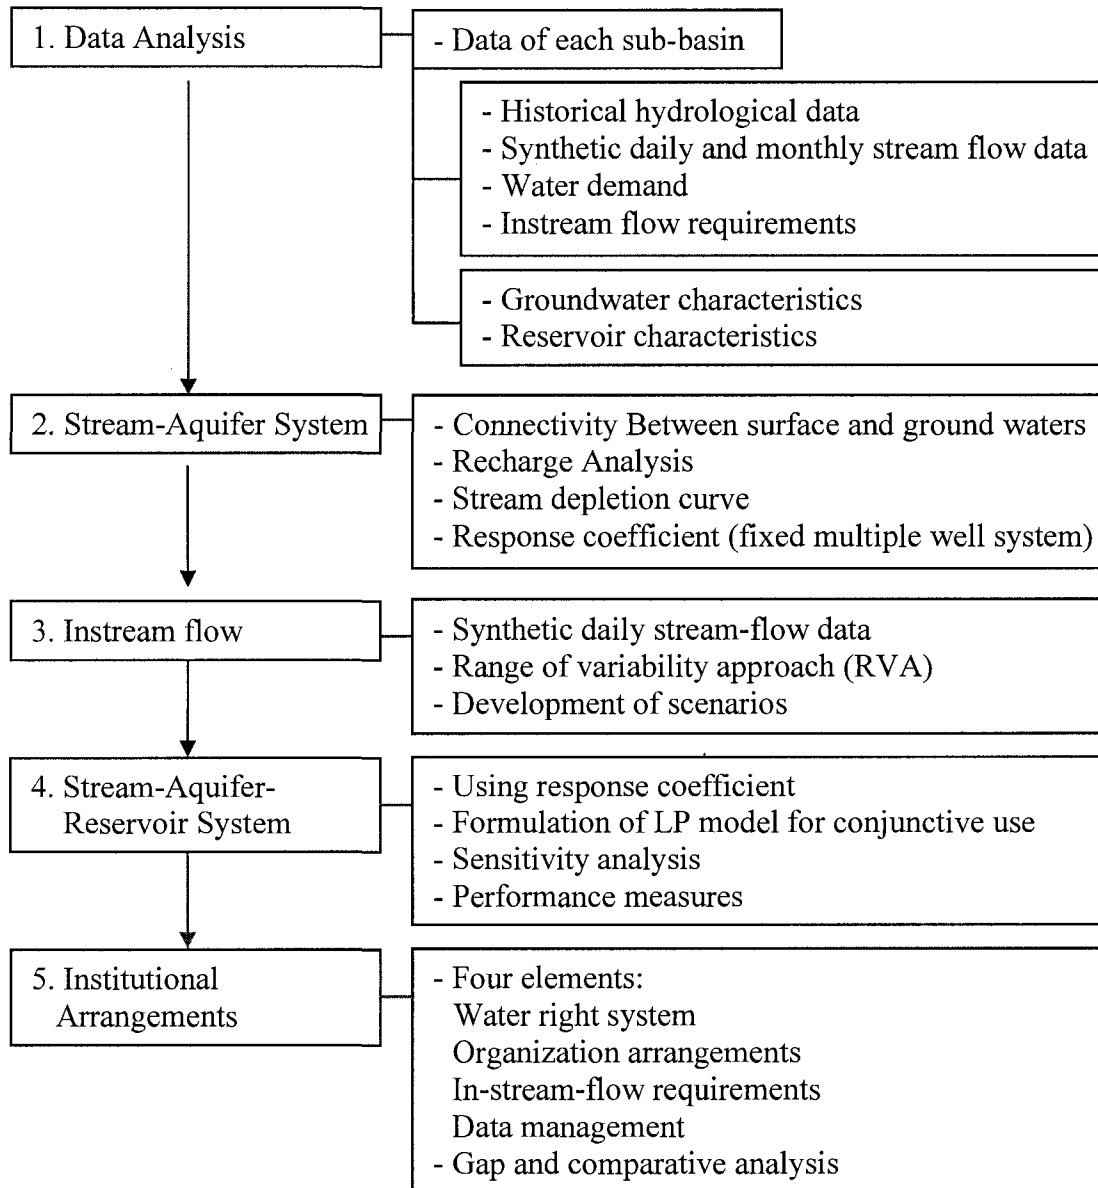 1. Data Analysis
- Data of each sub-basin
- Historical hydrological data
- Synthetic daily and monthly stream flow data
- Water demand
- Instream flow requirements
- Groundwater characteristics
- Reservoir characteristics
2. Stream-Aquifer System
- Connectivity Between surface and ground waters
- Recharge Analysis
- Stream depletion curve
- Response coefficient (fixed multiple well system)
3. Instream flow
- Synthetic daily stream-flow data
- Range of variability approach (RVA)
- Development of scenarios
4. Stream-Aquifer-
Reservoir System
- Using response coefficient
- Formulation of LP model for conjunctive use
- Sensitivity analysis
- Performance measures
5. Institutional
Arrangements
- Four elements:
Water right system
Organization arrangements
In-stream-flow requirements
Data management
- Gap and comparative analysis